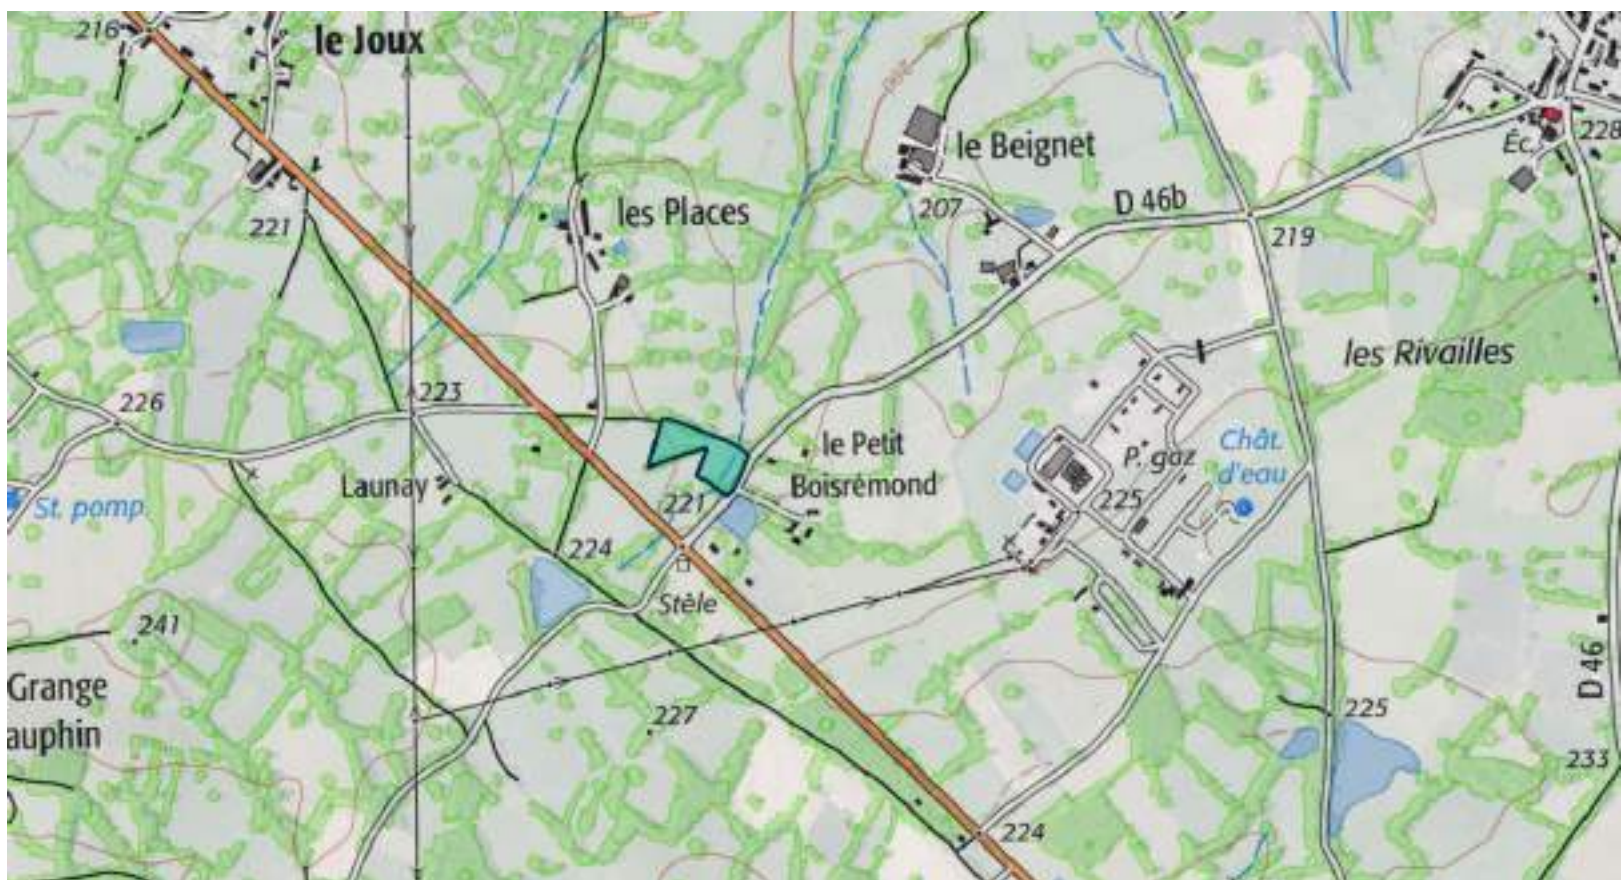 216
le Joux
le Beignet
Éc.
228
les Places
207
D 46b
221
219
les Rivailles
223
226
le Petit
Boisrémond
P. gaz
Chât.
d'eau
Launay
St. pomp
221
225
224
Stèle
241
D 46
Grange
auphin
227
225
233
224